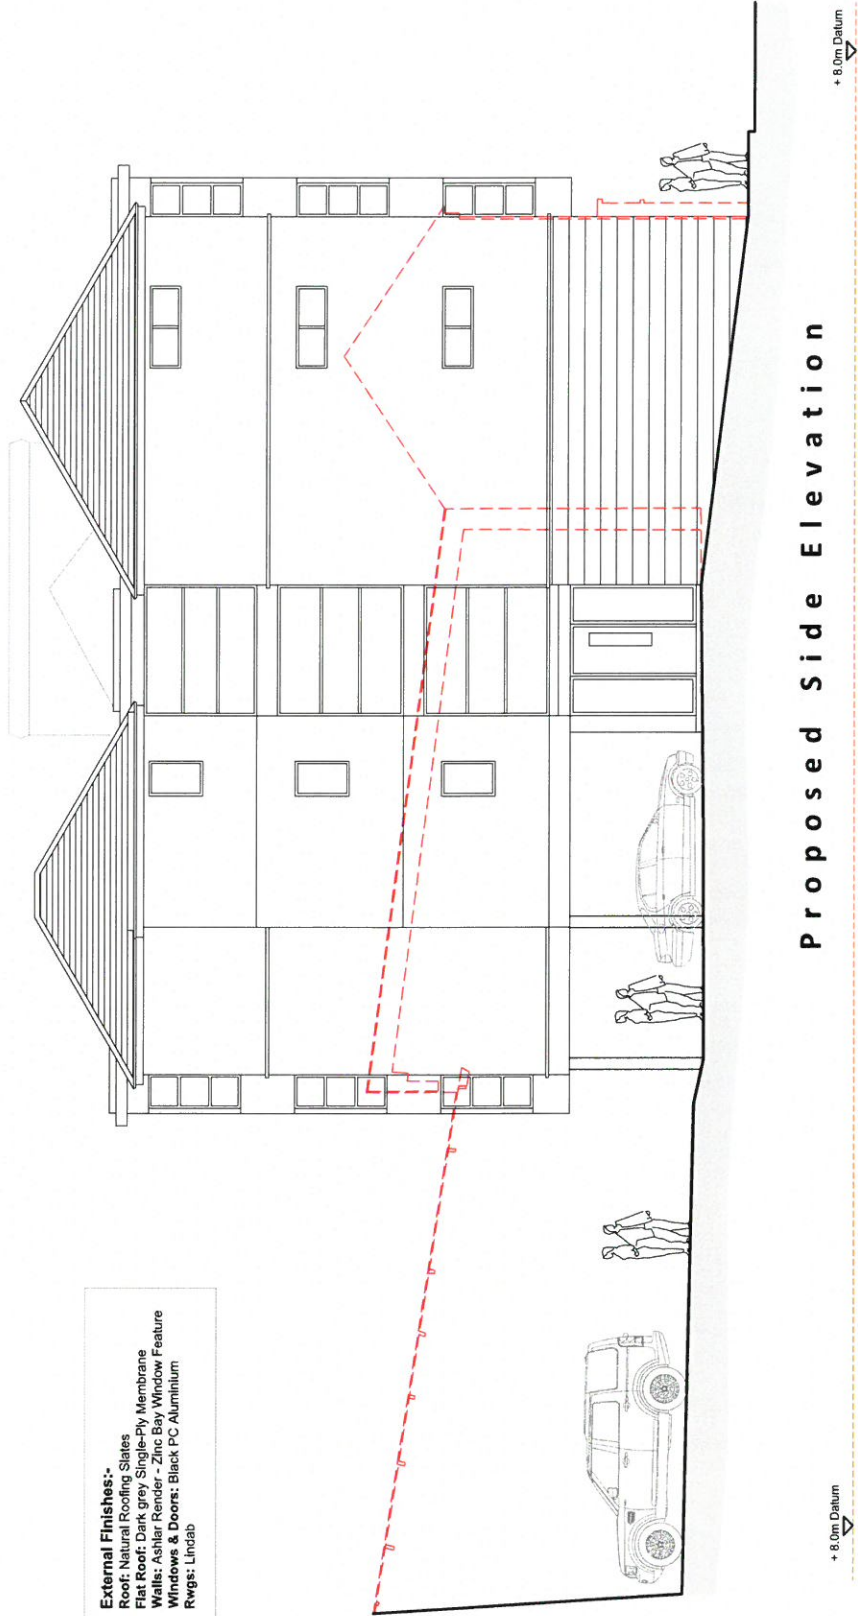 External Finishes:-
Roof: Natural Roofing Slates
Flat Roof: Dark grey Single-Ply Membrane
Walls: Ashlar Render - Zinc Bay Window Feature
Windows & Doors: Black PC Aluminium
Rwgs: Lindab
Proposed Side Elevation
+ 8.0m Datum
+ 8.0m Datum